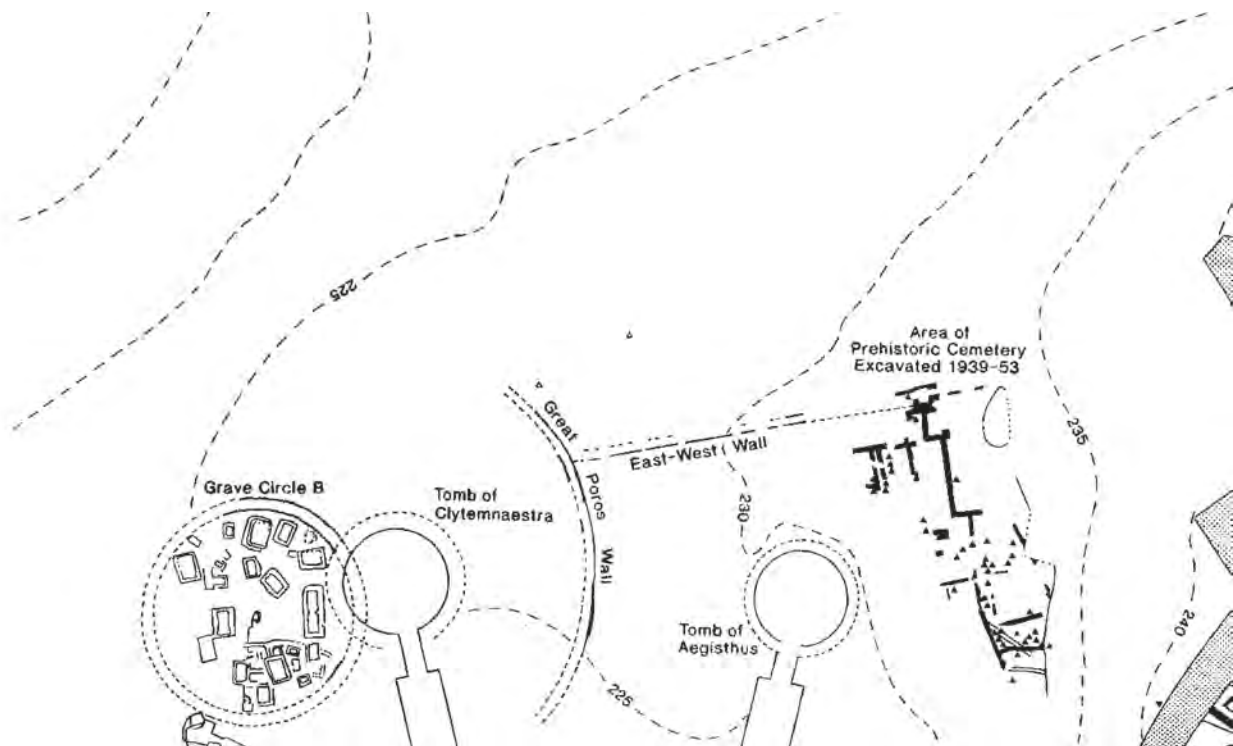 225
Area of
Prehistoric Cemetery
Excavated 1939-53
Great
Poros
Wall
235
East-West Wall
Grave Circle B
Tomb of
Clytemnaestra
230
Tomb of
Aegisthus
240
225